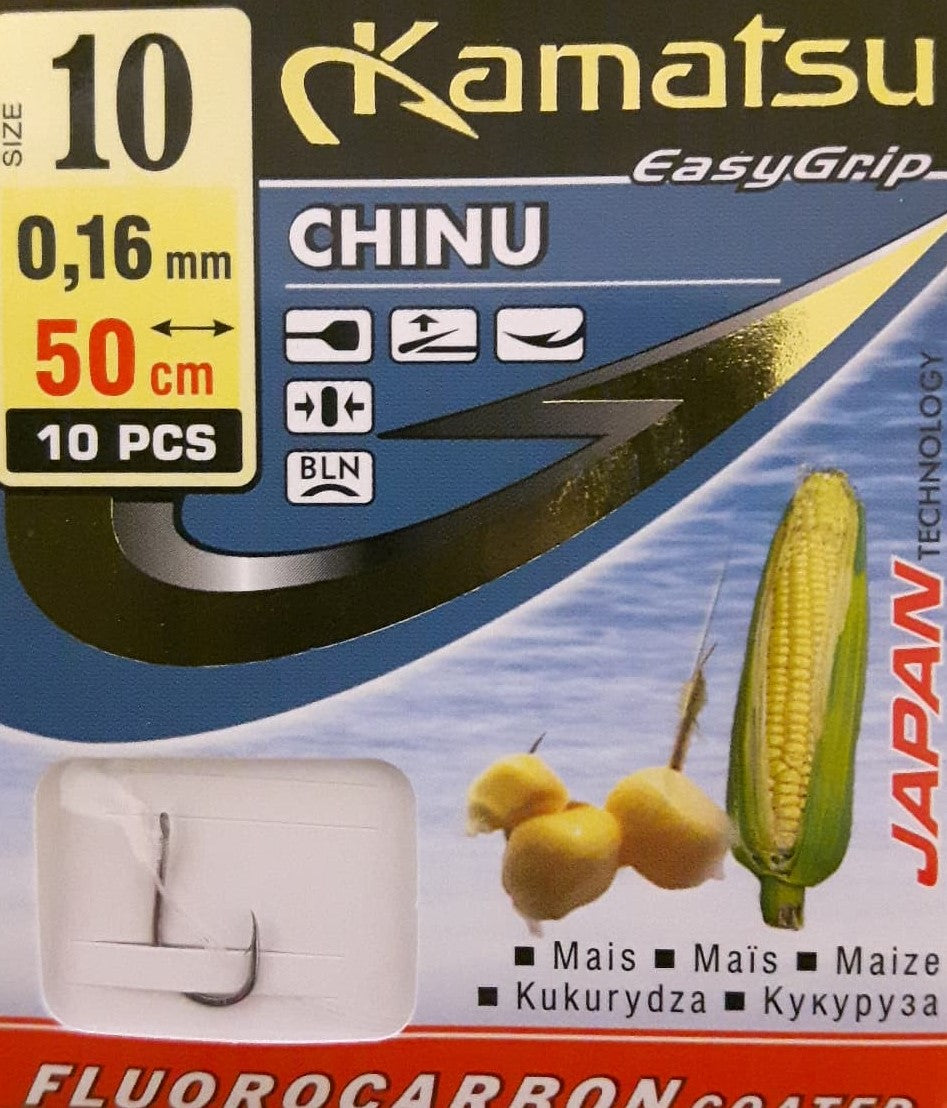 SIZE 10
Kamatsu
EasyGrip
0,16 mm
CHINU
50 cm
10 PCS
BLN
JAPAN TECHNOLOGY
■ Mais ■ Maïs ■ Maize
■ Kukurydza ■ Кукуруза
FLUOROCARBON COATED